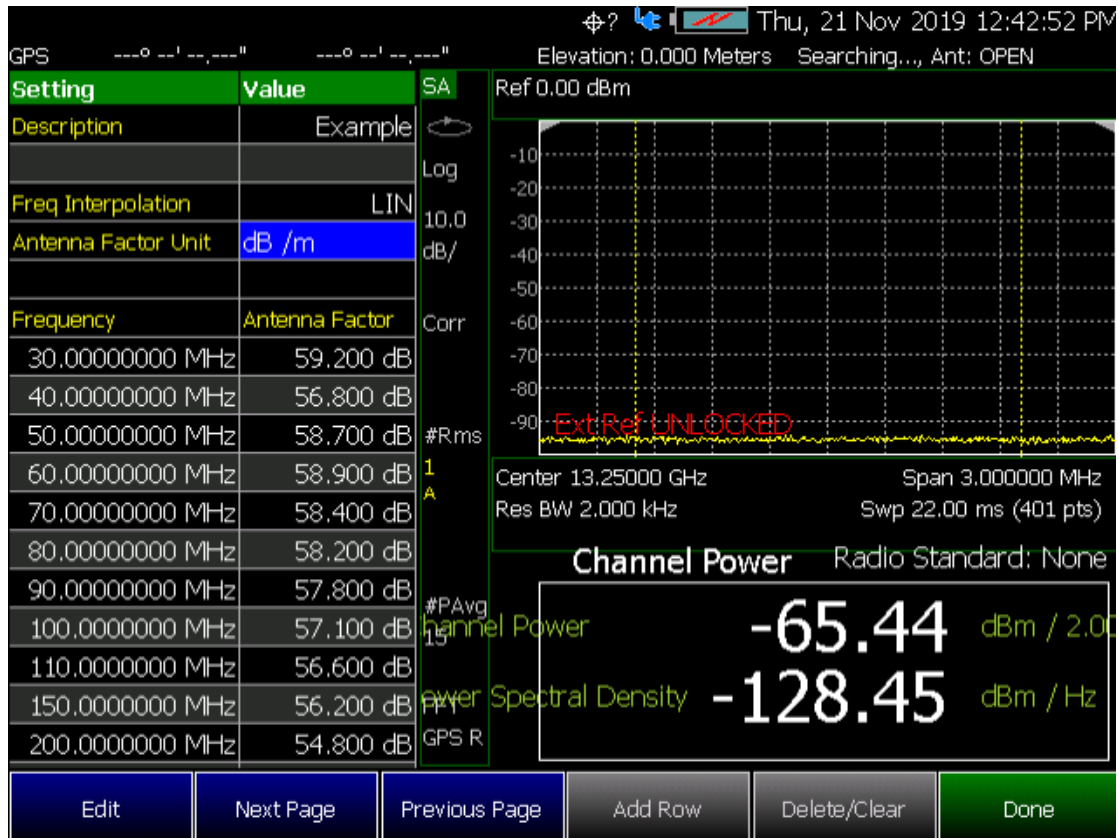 ? Thu, 21 Nov 2019 12:42:52 PM
GPS ---° --' --.---" ---° --' --.---" Elevation: 0.000 Meters Searching..., Ant: OPEN
Setting Value
Description Example
Freq Interpolation LIN
Antenna Factor Unit dB /m
Frequency Antenna Factor
30.00000000 MHz 59.200 dB
40.00000000 MHz 56.800 dB
50.00000000 MHz 58.700 dB
60.00000000 MHz 58.900 dB
70.00000000 MHz 58.400 dB
80.00000000 MHz 58.200 dB
90.00000000 MHz 57.800 dB
100.0000000 MHz 57.100 dB
110.0000000 MHz 56.600 dB
150.0000000 MHz 56.200 dB
200.0000000 MHz 54.800 dB
SA
Log
10.0
dB/
Corr
#Rms
1
A
#PAvg
15
GPS R
Ref 0.00 dBm
-10
-20
-30
-40
-50
-60
-70
-80
-90
Ext Ref UNLOCKED
Center 13.25000 GHz Span 3.000000 MHz
Res BW 2.000 kHz Swp 22.00 ms (401 pts)
Channel Power Radio Standard: None
hannel Power -65.44 dBm / 2.00
ower Spectral Density -128.45 dBm / Hz
Edit Next Page Previous Page Add Row Delete/Clear Done